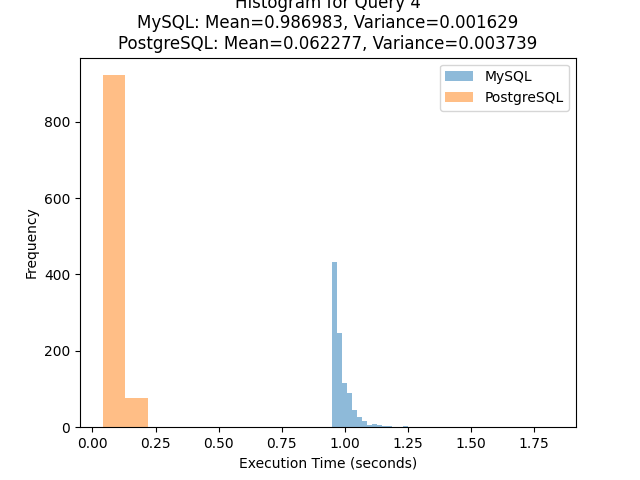 Histogram for Query 4
MySQL: Mean=0.986983, Variance=0.001629
PostgreSQL: Mean=0.062277, Variance=0.003739
MySQL
PostgreSQL
Frequency
800
600
400
200
0
0.00 0.25 0.50 0.75 1.00 1.25 1.50 1.75
Execution Time (seconds)